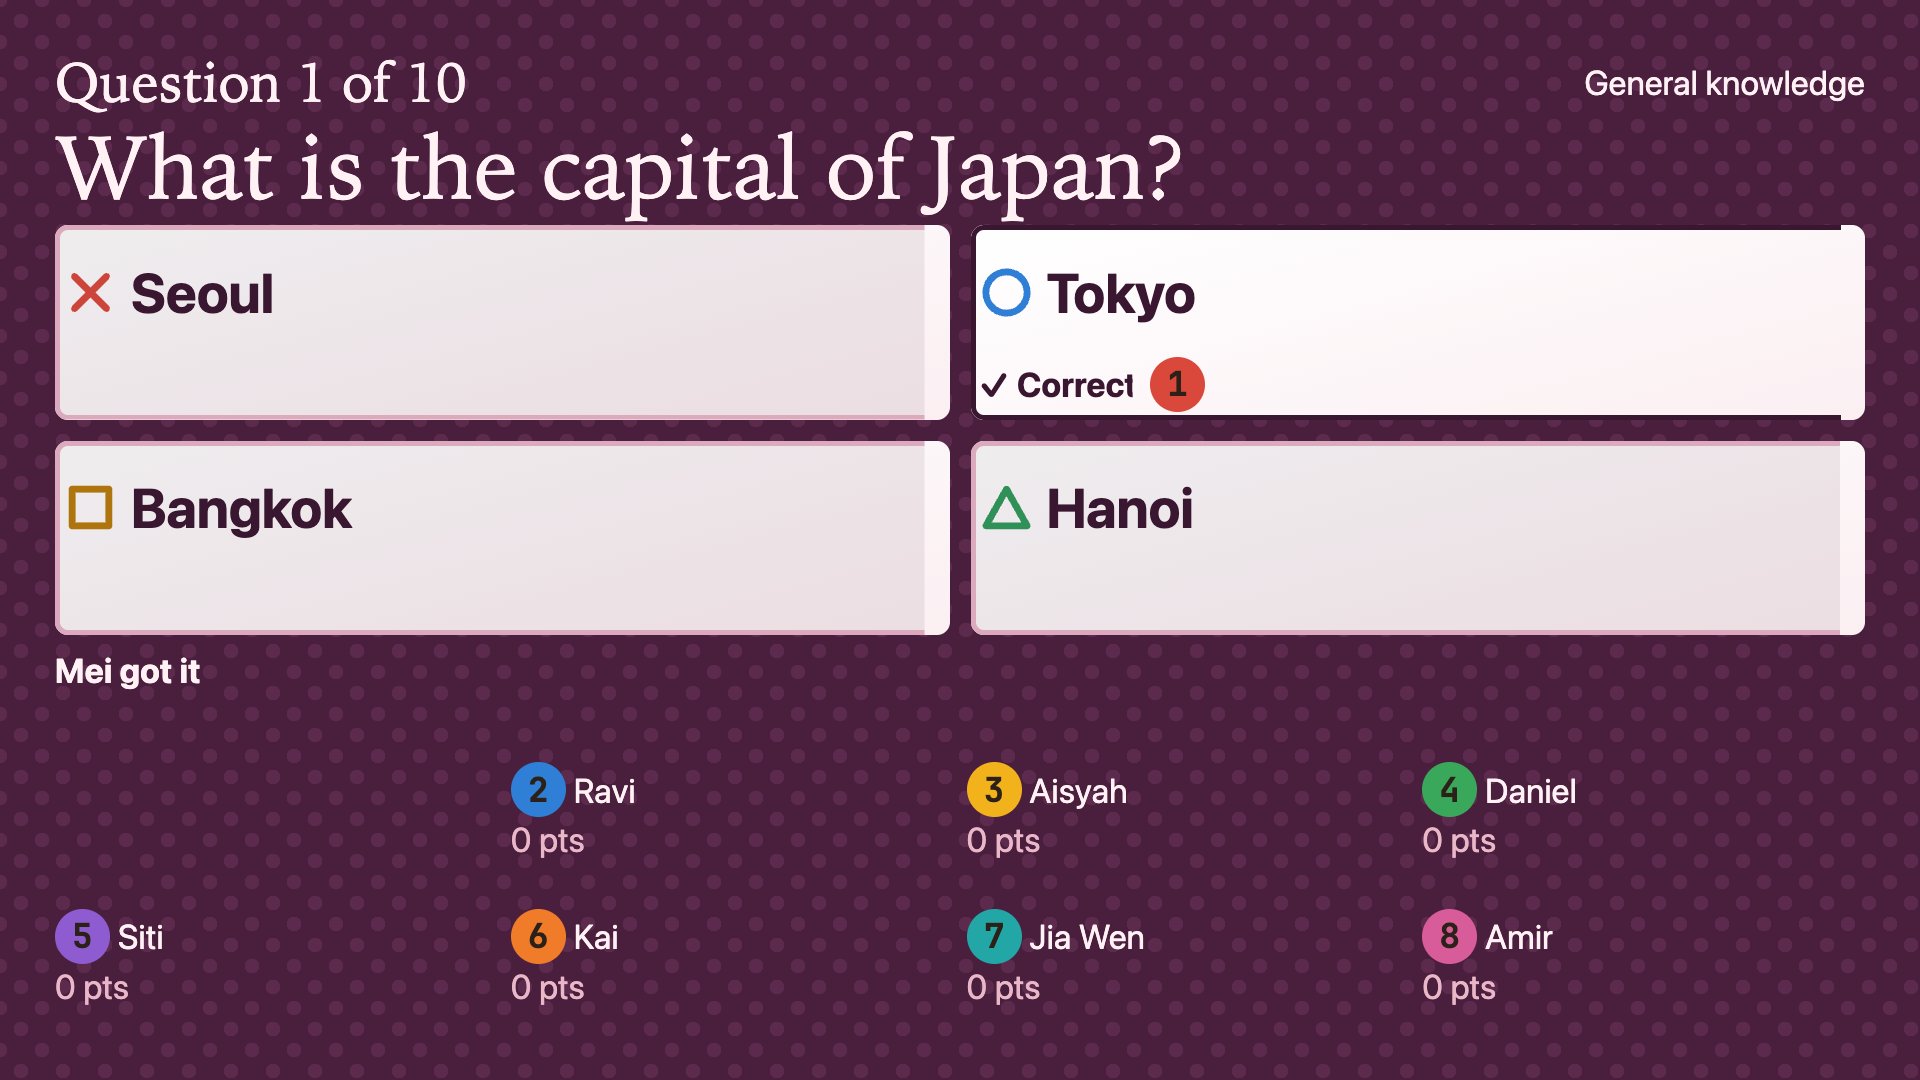 Question 1 of 10
General knowledge
What is the capital of Japan?
Seoul
Tokyo
Correct 1
Bangkok
Hanoi
Mei got it
2 Ravi
0 pts
3 Aisyah
0 pts
4 Daniel
0 pts
5 Siti
0 pts
6 Kai
0 pts
7 Jia Wen
0 pts
8 Amir
0 pts